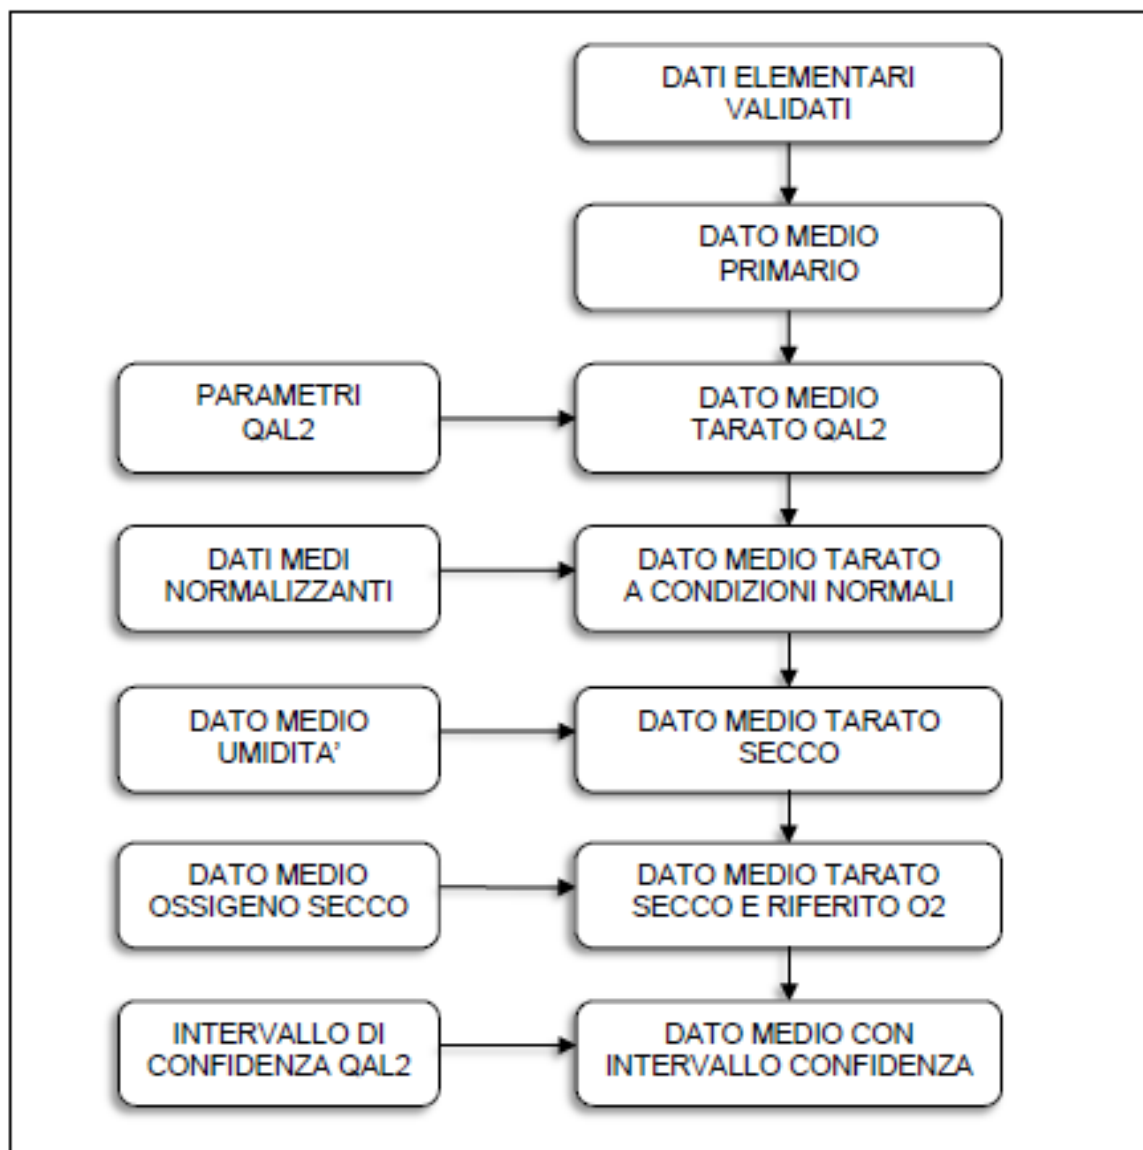 DATI ELEMENTARI
VALIDATI
DATO MEDIO
PRIMARIO
PARAMETRI
QAL2
DATO MEDIO
TARATO QAL2
DATI MEDI
NORMALIZZANTI
DATO MEDIO TARATO
A CONDIZIONI NORMALI
DATO MEDIO
UMIDITA'
DATO MEDIO TARATO
SECCO
DATO MEDIO
OSSIGENO SECCO
DATO MEDIO TARATO
SECCO E RIFERITO O2
INTERVALLO DI
CONFIDENZA QAL2
DATO MEDIO CON
INTERVALLO CONFIDENZA